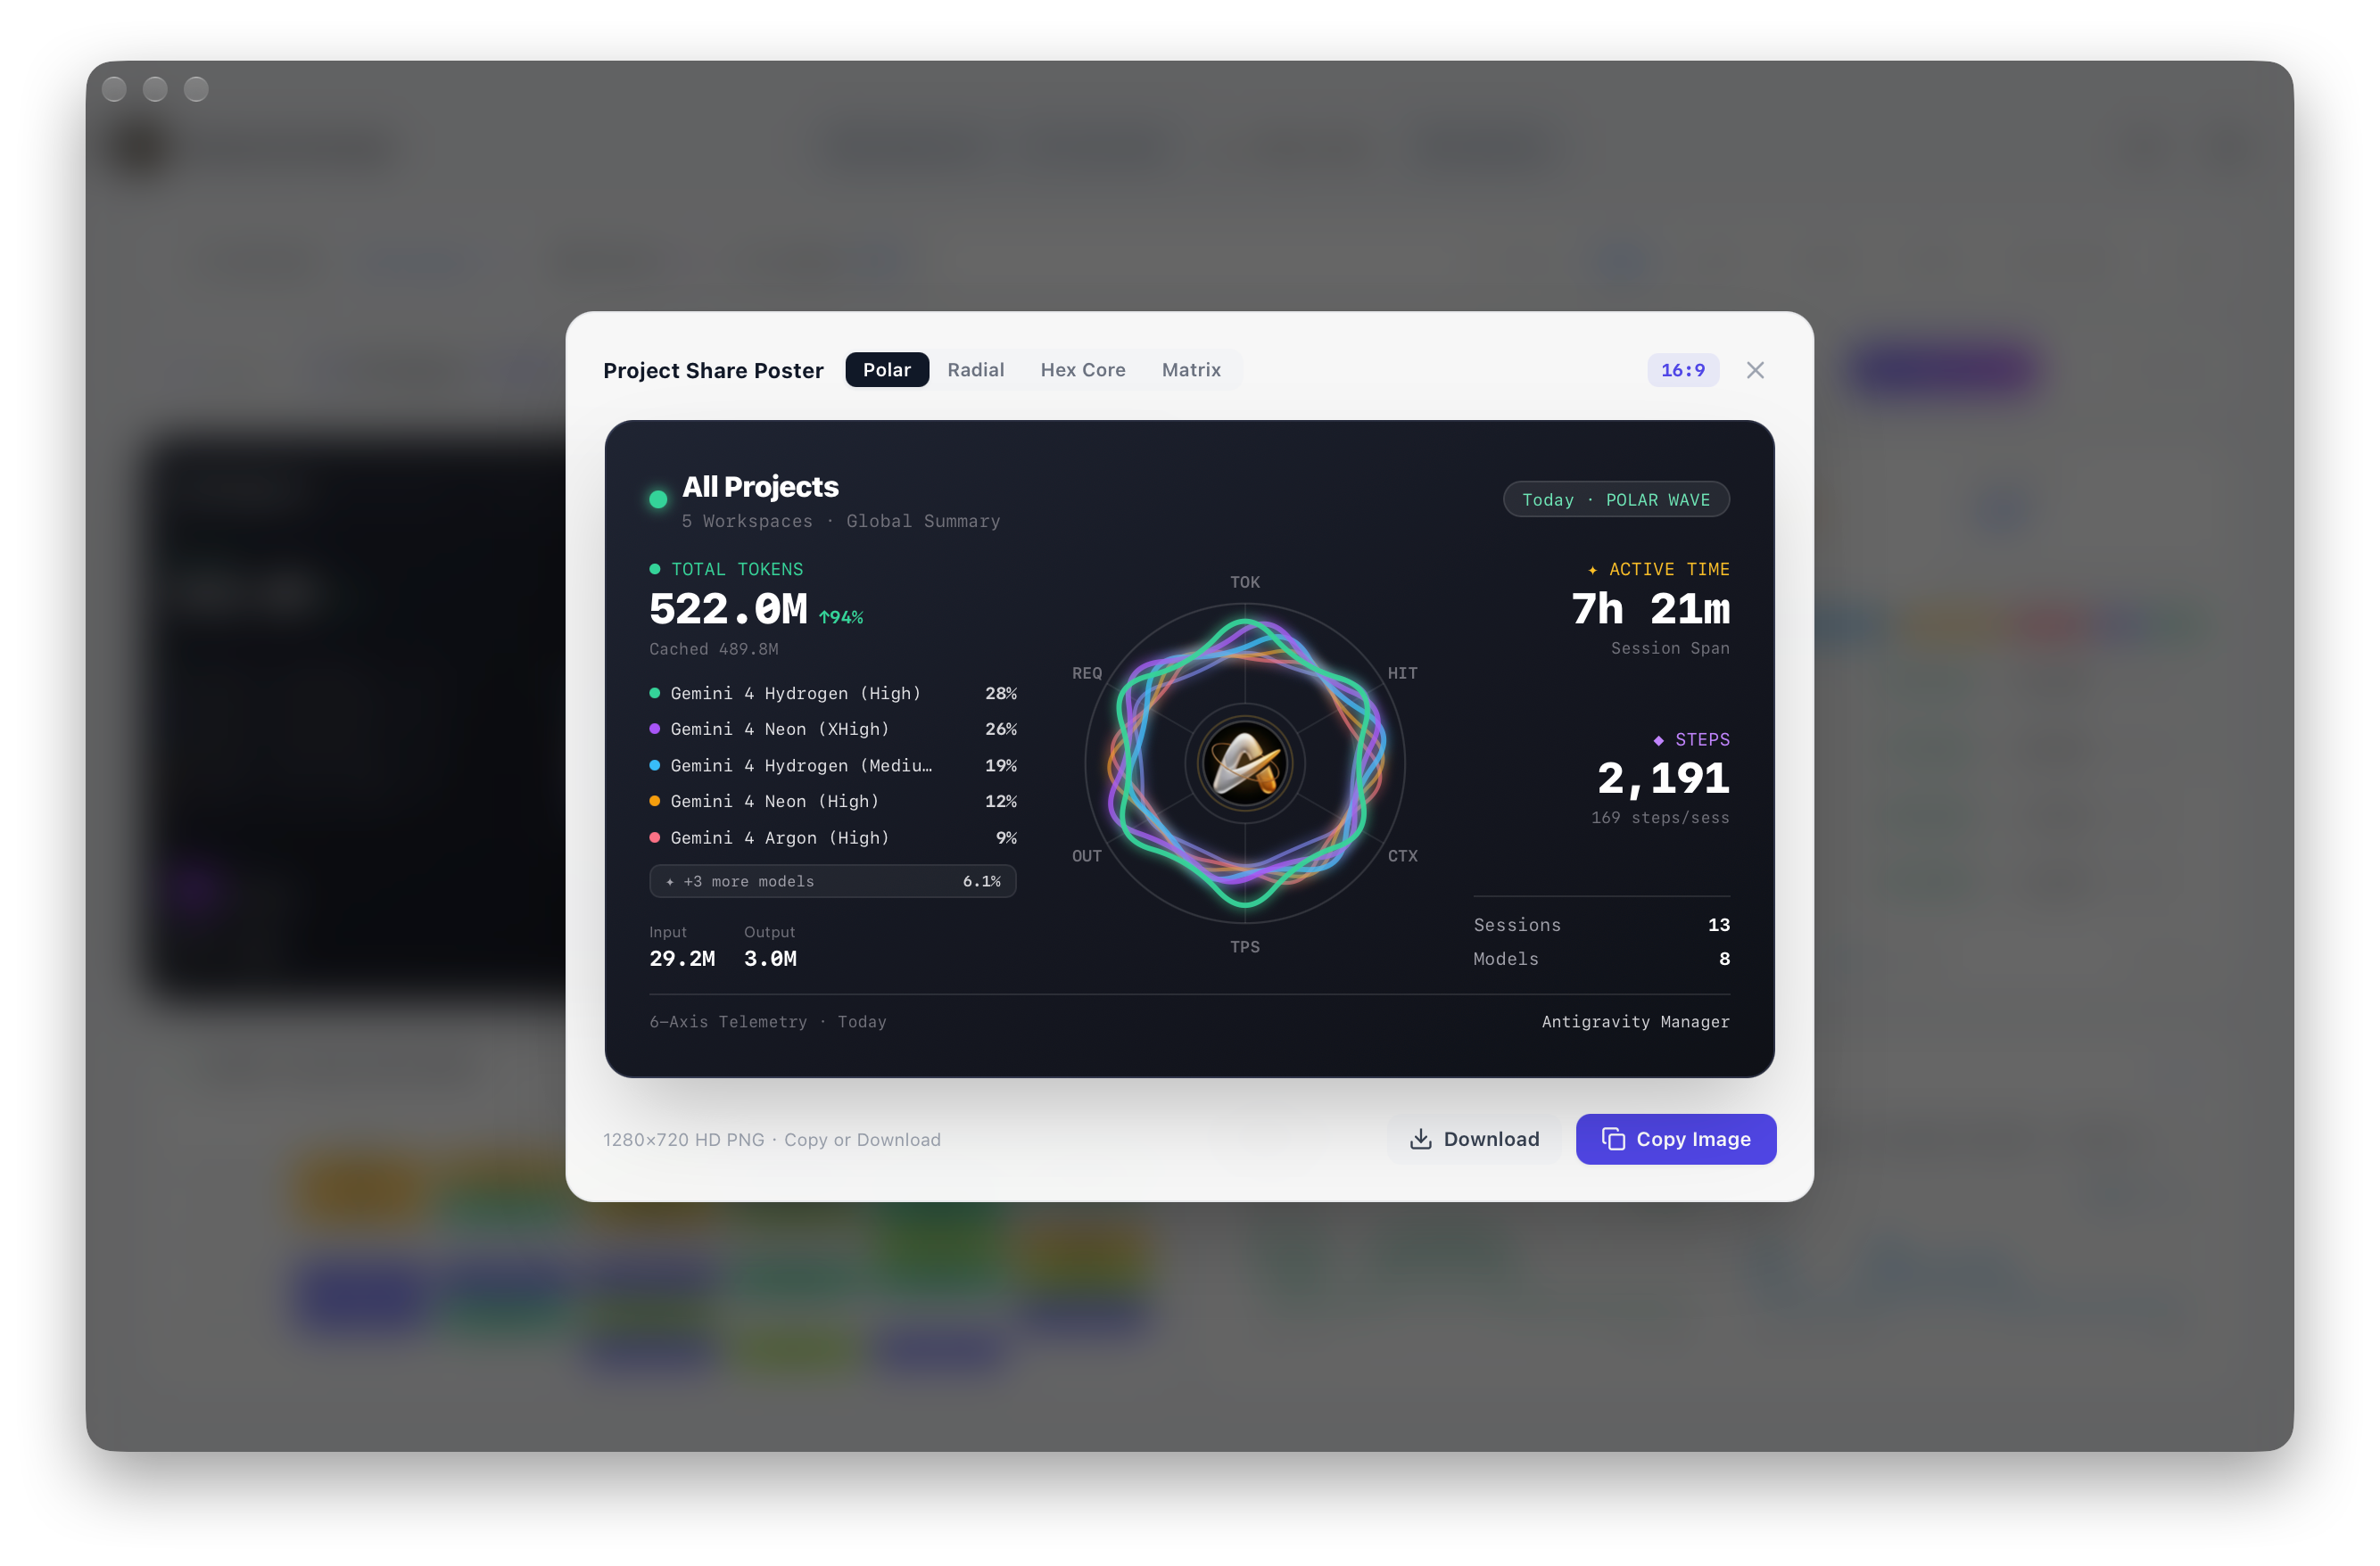 Project Share Poster
Polar
Radial
Hex Core
Matrix
16:9
All Projects
5 Workspaces · Global Summary
Today · POLAR WAVE
TOTAL TOKENS
522.0M ↑94%
Cached 489.8M
Gemini 4 Hydrogen (High) 28%
Gemini 4 Neon (XHigh) 26%
Gemini 4 Hydrogen (Mediu… 19%
Gemini 4 Neon (High) 12%
Gemini 4 Argon (High) 9%
✦ +3 more models 6.1%
Input
29.2M
Output
3.0M
TOK
HIT
CTX
TPS
OUT
REQ
✦ ACTIVE TIME
7h 21m
Session Span
◆ STEPS
2,191
169 steps/sess
Sessions 13
Models 8
6-Axis Telemetry · Today
Antigravity Manager
1280×720 HD PNG · Copy or Download
Download
Copy Image